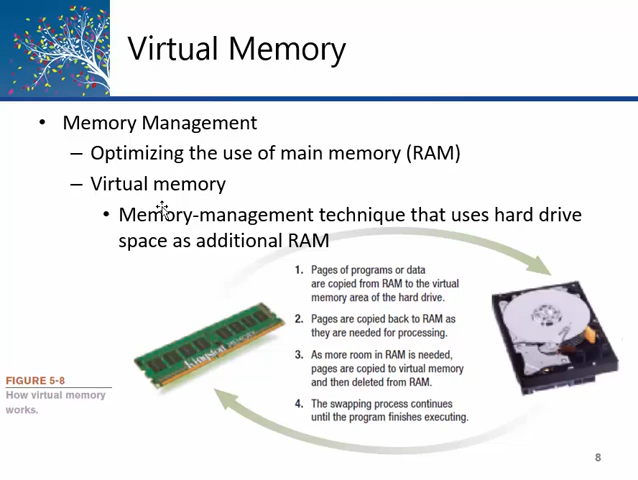 Virtual Memory
• Memory Management
– Optimizing the use of main memory (RAM)
– Virtual memory
• Memory-management technique that uses hard drive
space as additional RAM
1. Pages of programs or data
are copied from RAM to the virtual
memory area of the hard drive.
2. Pages are copied back to RAM as
they are needed for processing.
3. As more room in RAM is needed,
pages are copied to virtual memory
and then deleted from RAM.
4. The swapping process continues
until the program finishes executing.
Kingston
FIGURE 5-8
How virtual memory
works.
8